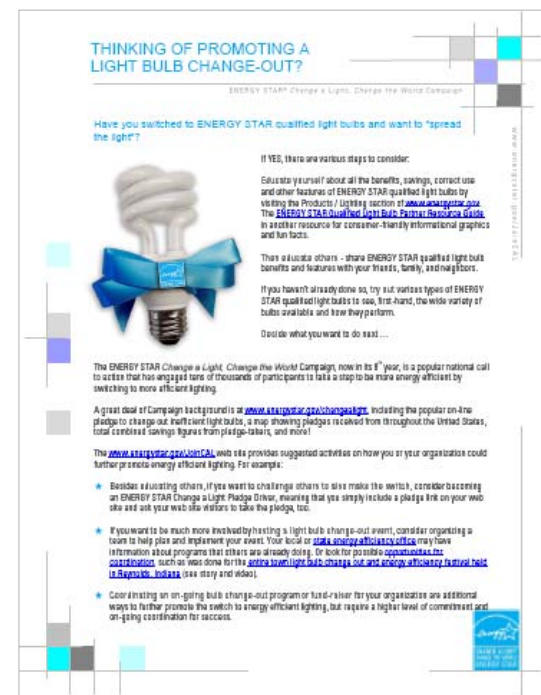 THINKING OF PROMOTING A
LIGHT BULB CHANGE-OUT?
ENERGY STAR® Change a Light, Change the World Campaign
Have you switched to ENERGY STAR qualified light bulbs and want to "spread
the light"?
If YES, there are various steps to consider:
Educate yourself about all the benefits, savings, correct use
and other features of ENERGY STAR qualified light bulbs by
visiting the Products / Lighting section of www.energystar.gov
The ENERGY STAR Qualified Light Bulb Partner Resource Guide
in another resource for consumer-friendly informational graphics
and fun facts.
Then educate others - share ENERGY STAR qualified light bulb
benefits and features with your friends, family, and neighbors.
If you haven't already done so, try out various types of ENERGY
STAR qualified light bulbs to see, first-hand, the wide variety of
bulbs available and how they perform.
Decide what you want to do next ...
The ENERGY STAR Change a Light, Change the World Campaign, now in its 8th year, is a popular national call
to action that has engaged tens of thousands of participants to take a step to be more energy efficient by
switching to more efficient lighting.
A great deal of Campaign background is at www.energystar.gov/changealight, including the popular on-line
pledge to change out inefficient light bulbs, a map showing pledges received from throughout the United States,
total combined savings figures from pledge-takers, and more!
The www.energystar.gov/joinCAL web site provides suggested activities on how you or your organization could
further promote energy efficient lighting. For example:
Besides educating others, if you want to challenge others to also make the switch, consider becoming
an ENERGY STAR Change a Light Pledge Driver, meaning that you simply include a pledge link on your web
site and ask your web site visitors to take the pledge, too.
If you want to be much more involved by hosting a light bulb change-out event, consider organizing a
team to help plan and implement your event. Your local or state energy efficiency office may have
information about programs that others are already doing. Or look for possible opportunities for
coordination, such as was done for the entire town light bulb change out and energy efficiency festival held
in Reynolds, Indiana (see story and video).
Coordinating an on-going bulb change-out program or fund-raiser for your organization are additional
ways to further promote the switch to energy efficient lighting, but require a higher level of commitment and
on-going coordination for success.
ENERGY STAR